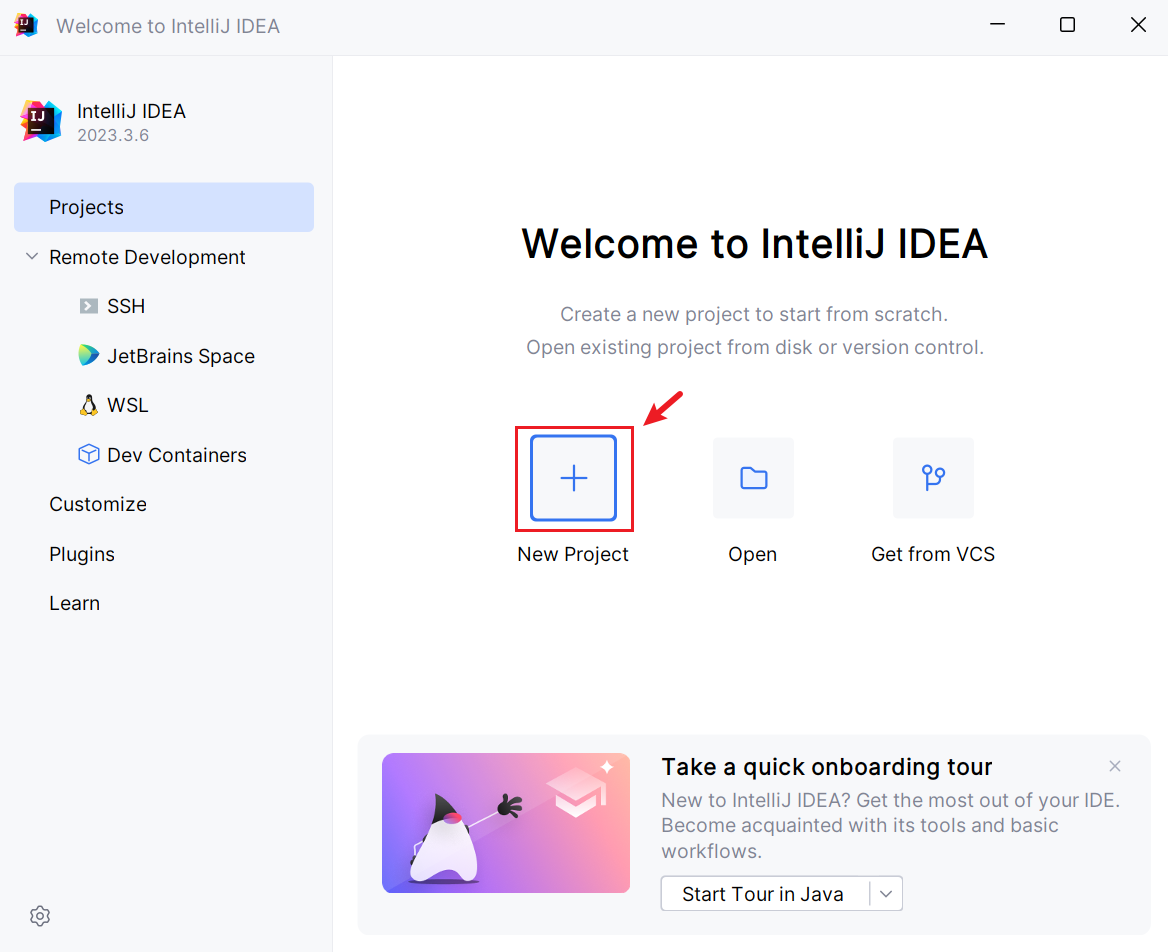 Welcome to IntelliJ IDEA
IntelliJ IDEA
2023.3.6
Projects
Remote Development
SSH
JetBrains Space
WSL
Dev Containers
Customize
Plugins
Learn
Welcome to IntelliJ IDEA
Create a new project to start from scratch.
Open existing project from disk or version control.
New Project
Open
Get from VCS
Take a quick onboarding tour
New to IntelliJ IDEA? Get the most out of your IDE.
Become acquainted with its tools and basic
workflows.
Start Tour in Java